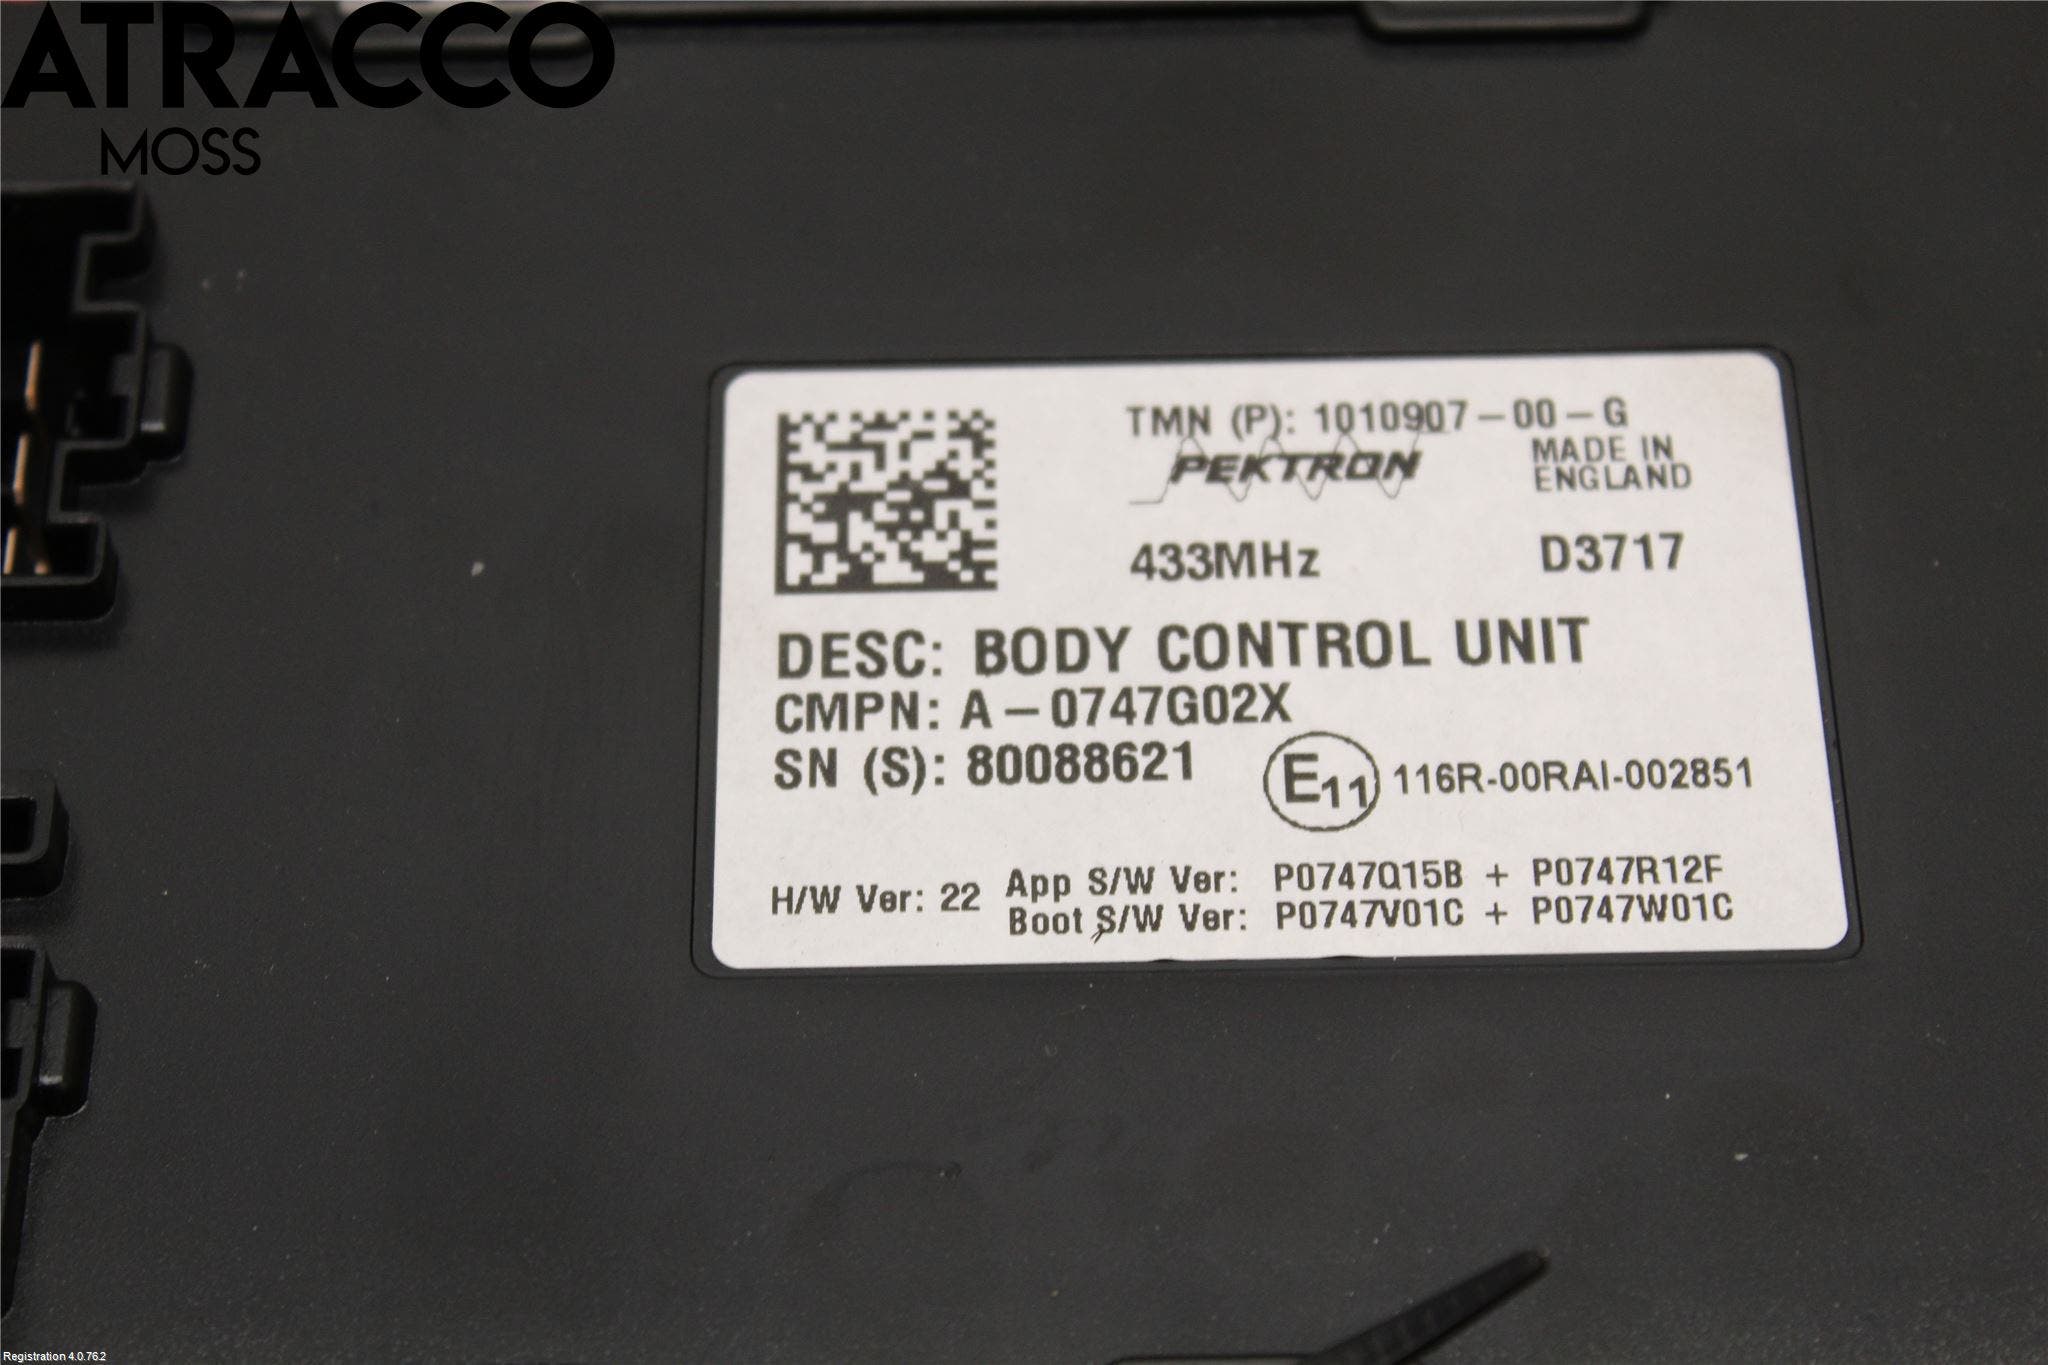 ATRACCO
MOSS
TMN (P): 1010907-00-G
PEKTRON
MADE IN
ENGLAND
433MHz D3717
DESC: BODY CONTROL UNIT
CMPN: A-0747G02X
SN (S): 80088621
E11 116R-00RAI-002851
H/W Ver: 22 App S/W Ver: P0747Q15B + P0747R12F
Boot S/W Ver: P0747V01C + P0747W01C
Registration 4.0.76.2